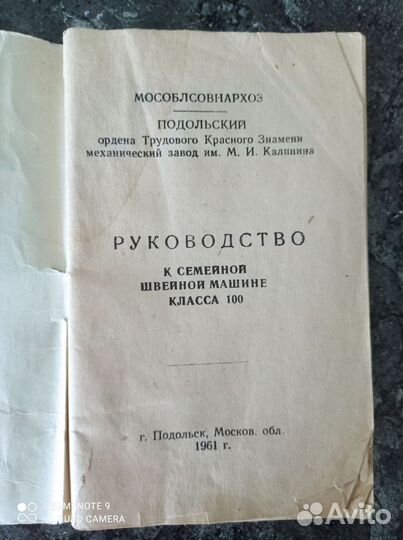 МОСОБЛСОВНАРХОЗ
ПОДОЛЬСКИЙ
ордена Трудового Красного Знамени
механический завод им. М. И. Калинина
РУКОВОДСТВО
К СЕМЕЙНОЙ
ШВЕЙНОЙ МАШИНЕ
КЛАССА 100
г. Подольск, Москов. обл.
1961 г.
REDMI NOTE 9
QUAD CAMERA
Avito